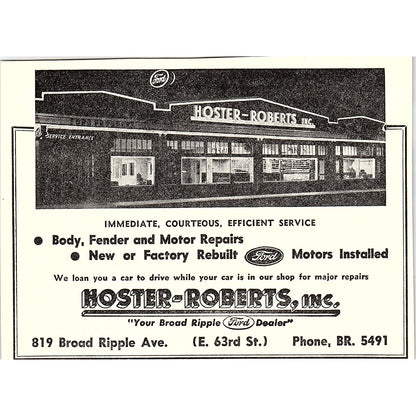 Ford
HOSTER-ROBERTS INC.
SERVICE ENTRANCE
IMMEDIATE, COURTEOUS, EFFICIENT SERVICE
• Body, Fender and Motor Repairs
• New or Factory Rebuilt Ford Motors Installed
We loan you a car to drive while your car is in our shop for major repairs
HOSTER-ROBERTS, INC.
"Your Broad Ripple Ford Dealer"
819 Broad Ripple Ave. (E. 63rd St.) Phone, BR. 5491